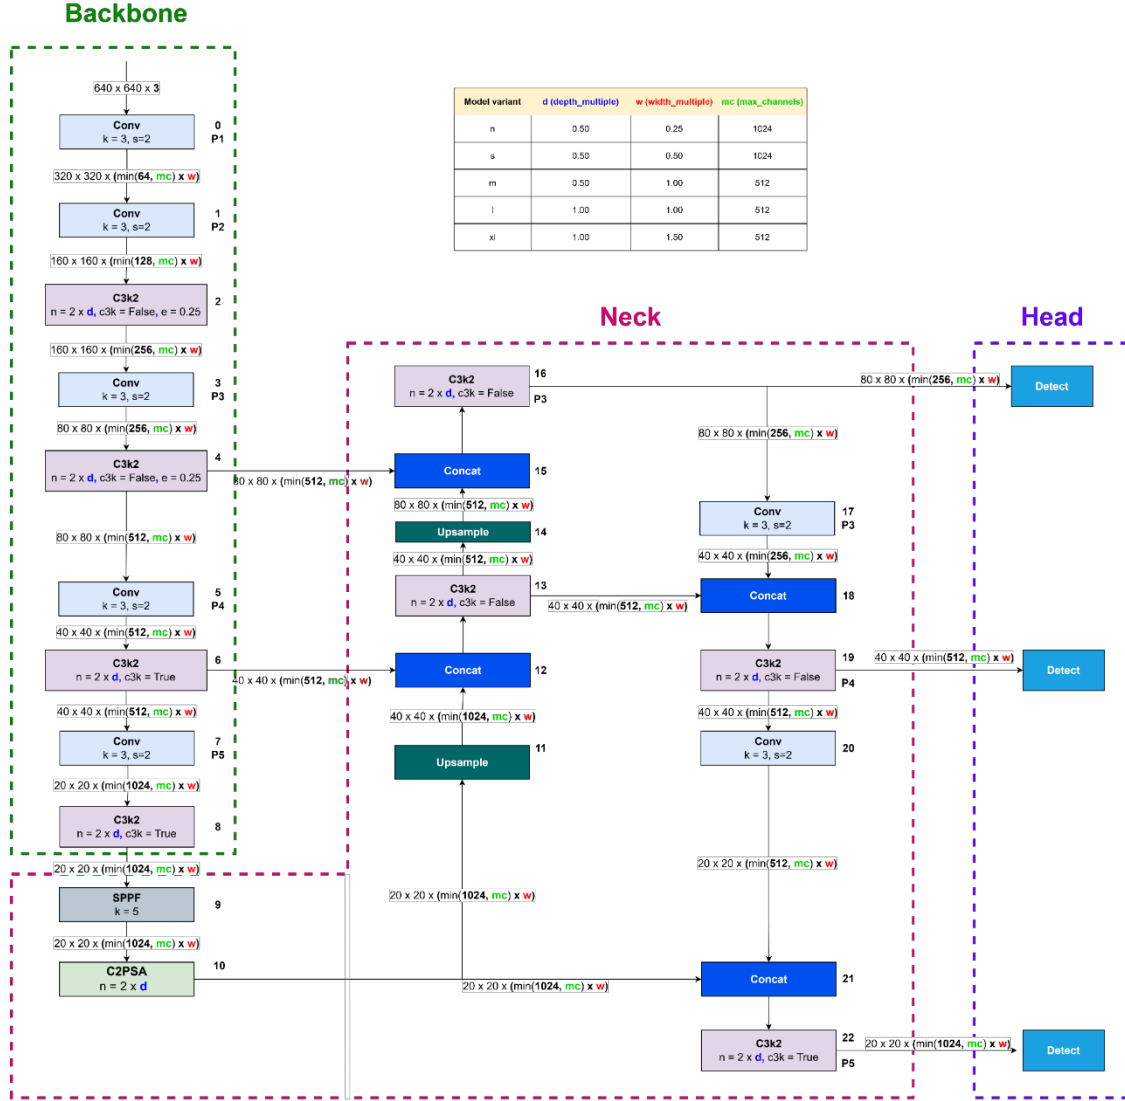 Backbone
640 x 640 x 3
Conv
k = 3, s=2
0
P1
320 x 320 x (min(64, mc) x w)
Conv
k = 3, s=2
1
P2
160 x 160 x (min(128, mc) x w)
C3k2
n = 2 x d, c3k = False, e = 0.25
2
160 x 160 x (min(256, mc) x w)
Conv
k = 3, s=2
3
P3
80 x 80 x (min(256, mc) x w)
C3k2
n = 2 x d, c3k = False, e = 0.25
4
80 x 80 x (min(512, mc) x w)
80 x 80 x (min(512, mc) x w)
Conv
k = 3, s=2
5
P4
40 x 40 x (min(512, mc) x w)
C3k2
n = 2 x d, c3k = True
6
40 x 40 x (min(512, mc) x w)
40 x 40 x (min(512, mc) x w)
Conv
k = 3, s=2
7
P5
20 x 20 x (min(1024, mc) x w)
C3k2
n = 2 x d, c3k = True
8
20 x 20 x (min(1024, mc) x w)
SPPF
k = 5
9
20 x 20 x (min(1024, mc) x w)
C2PSA
n = 2 x d
10
Model variant d (depth_multiple) w (width_multiple) mc (max_channels)
n 0.50 0.25 1024
s 0.50 0.50 1024
m 0.50 1.00 512
l 1.00 1.00 512
xl 1.00 1.50 512
Neck
C3k2
n = 2 x d, c3k = False
16
P3
Concat
15
80 x 80 x (min(512, mc) x w)
Upsample
14
40 x 40 x (min(512, mc) x w)
C3k2
n = 2 x d, c3k = False
13
40 x 40 x (min(512, mc) x w)
Concat
12
40 x 40 x (min(1024, mc) x w)
Upsample
11
20 x 20 x (min(1024, mc) x w)
20 x 20 x (min(1024, mc) x w)
80 x 80 x (min(256, mc) x w)
80 x 80 x (min(256, mc) x w)
Conv
k = 3, s=2
17
P3
40 x 40 x (min(256, mc) x w)
Concat
18
C3k2
n = 2 x d, c3k = False
19
P4
40 x 40 x (min(512, mc) x w)
40 x 40 x (min(512, mc) x w)
Conv
k = 3, s=2
20
20 x 20 x (min(512, mc) x w)
Concat
21
C3k2
n = 2 x d, c3k = True
22
P5
20 x 20 x (min(1024, mc) x w)
Head
Detect
Detect
Detect